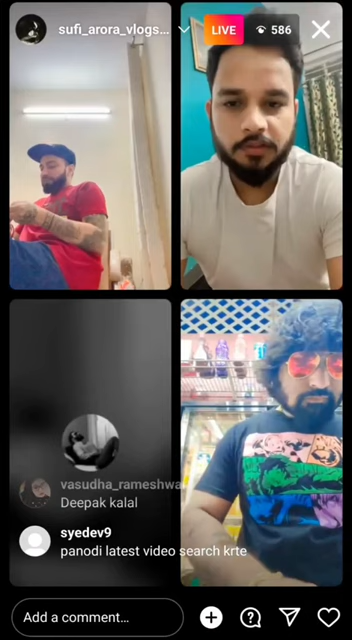 sufi_arora_vlogs...
LIVE
586
vasudha_rameshwa
Deepak kalal
syedev9
panodi latest video search krte
Add a comment...